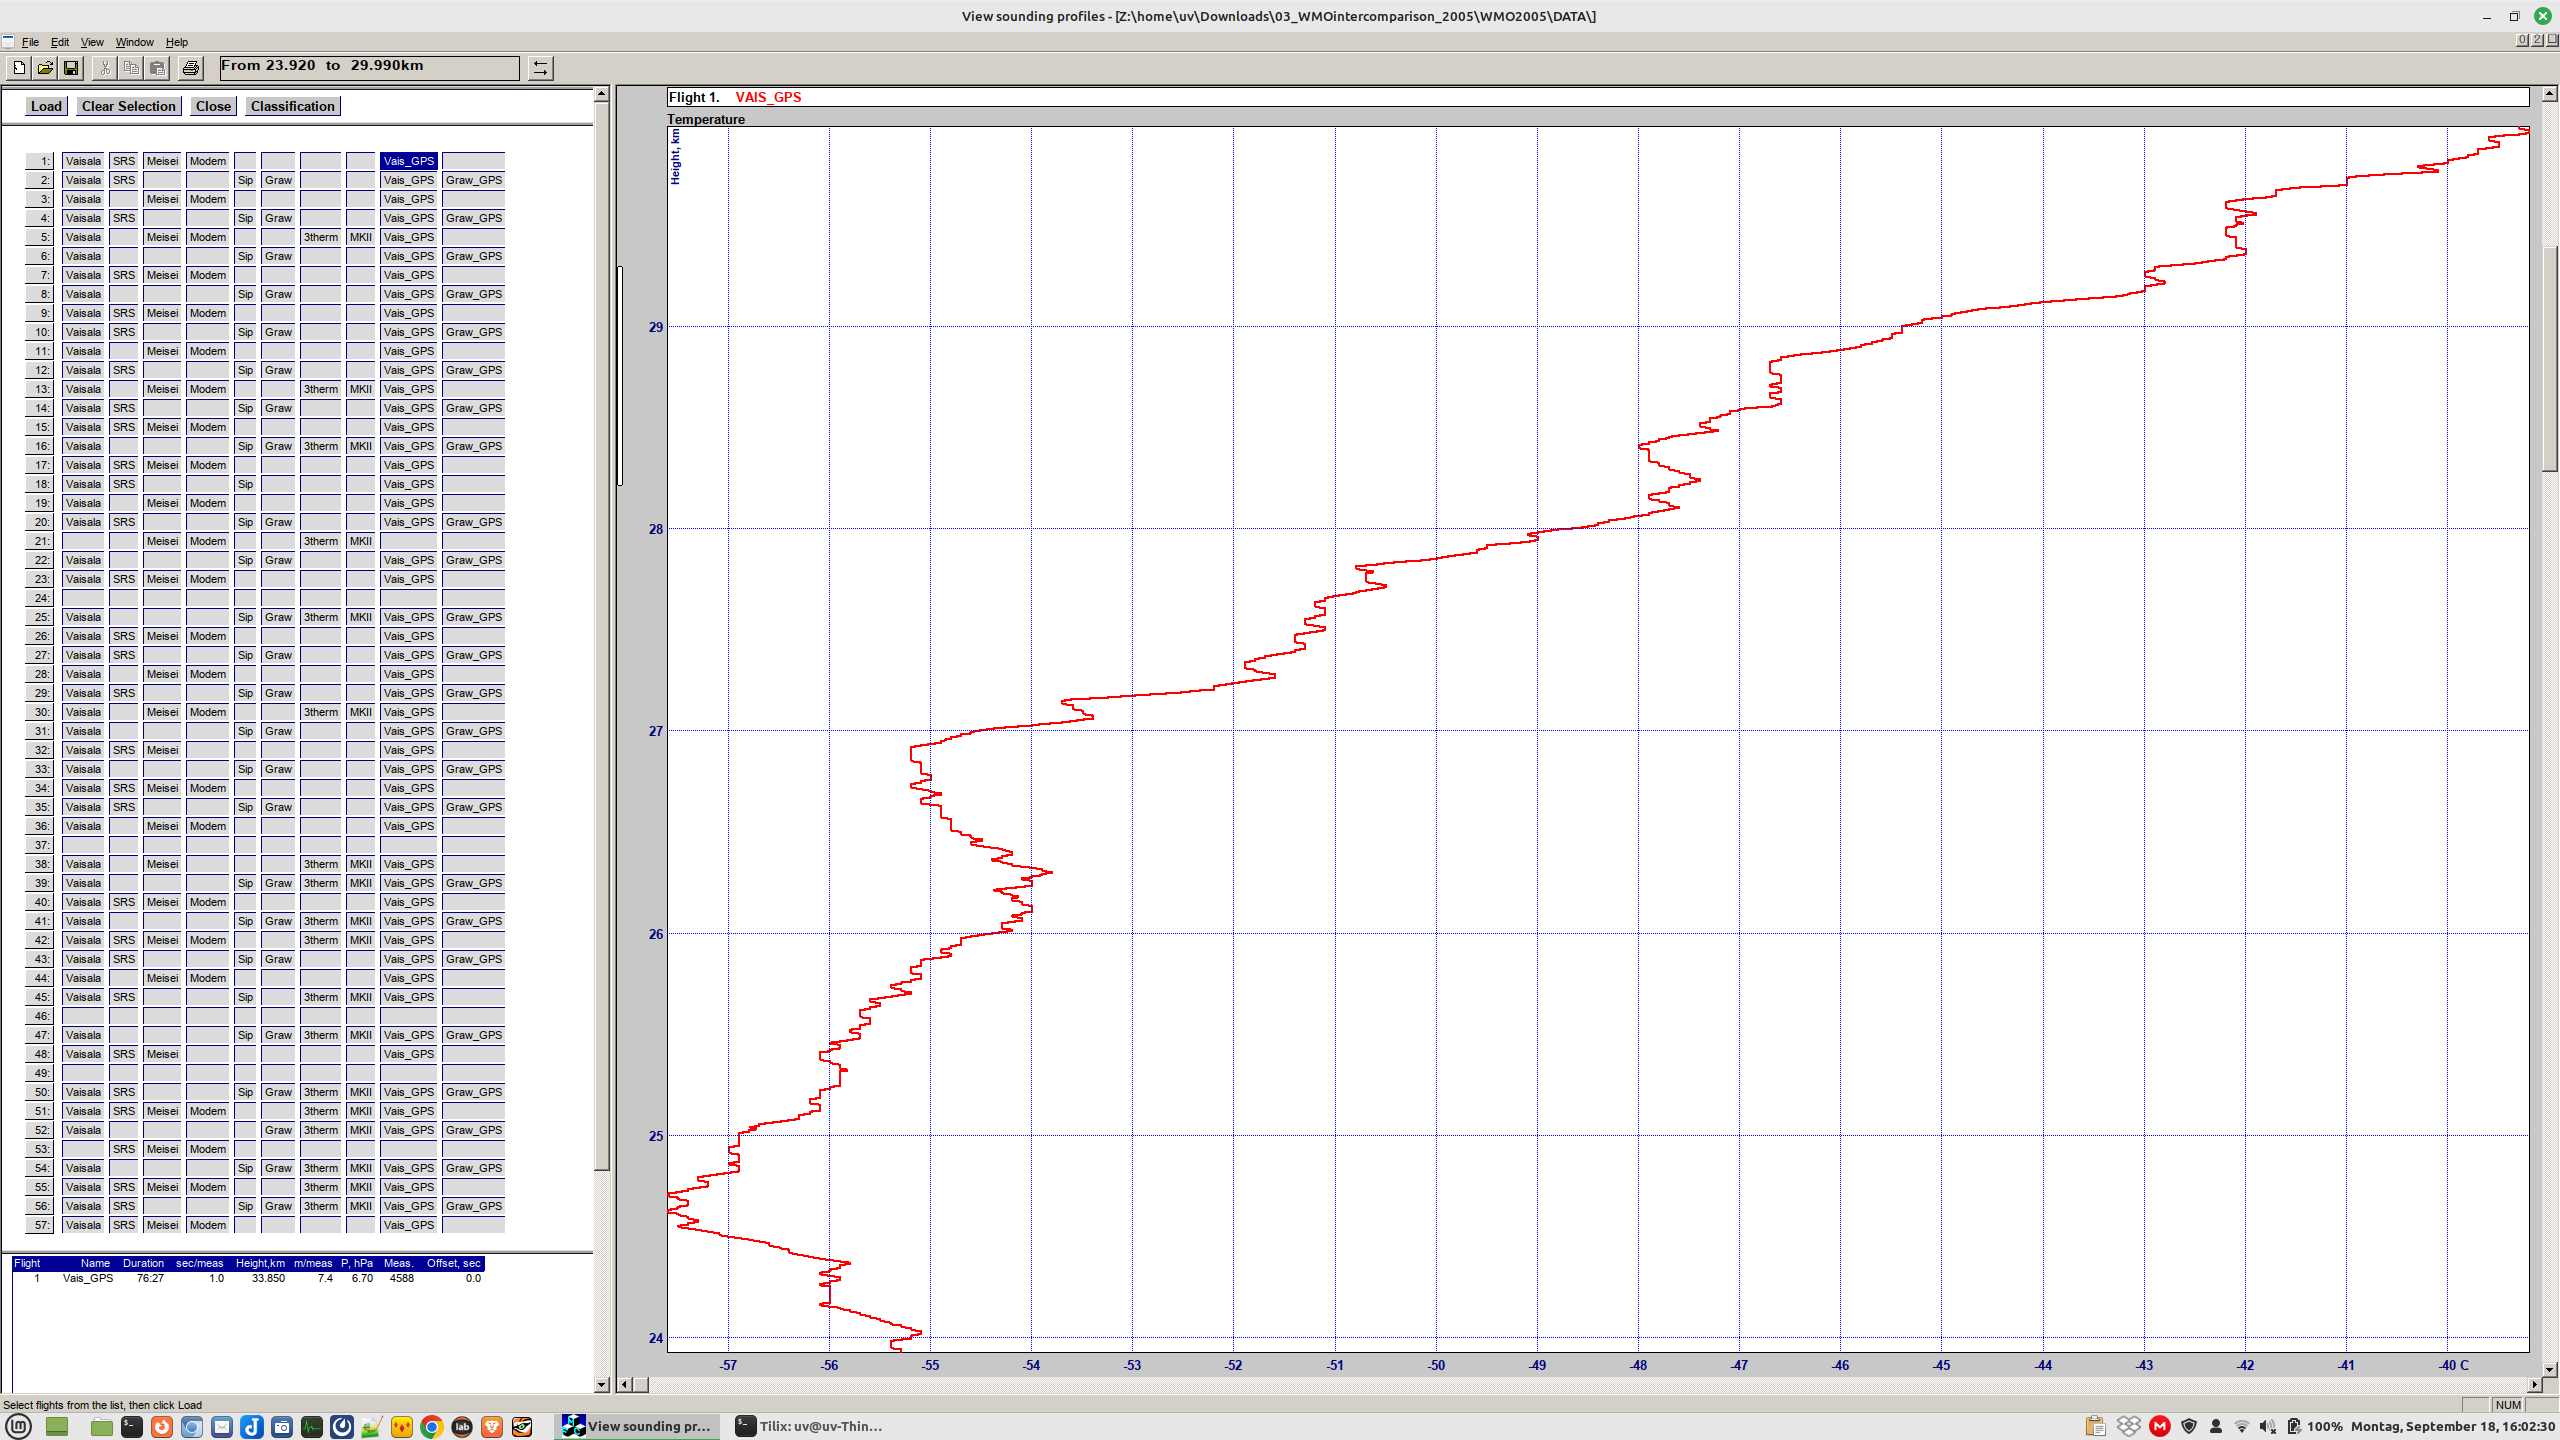 View sounding profiles - [Z:\home\uv\Downloads\03_WMOintercomparison_2005\WMO2005\DATA\]
File Edit View Window Help
From 23.920 to 29.990km
Load Clear Selection Close Classification
Flight 1. VAIS_GPS
Temperature
Height, km
1: Vaisala SRS Meisei Modem Vais_GPS
2: Vaisala SRS Sip Graw Vais_GPS Graw_GPS
3: Vaisala Meisei Modem Vais_GPS
4: Vaisala SRS Sip Graw Vais_GPS Graw_GPS
5: Vaisala Meisei Modem 3therm MKII Vais_GPS
6: Vaisala Sip Graw Vais_GPS Graw_GPS
7: Vaisala SRS Meisei Modem Vais_GPS
8: Vaisala Sip Graw Vais_GPS Graw_GPS
9: Vaisala SRS Meisei Modem Vais_GPS
10: Vaisala SRS Sip Graw Vais_GPS Graw_GPS
11: Vaisala Meisei Modem Vais_GPS
12: Vaisala SRS Sip Graw Vais_GPS Graw_GPS
13: Vaisala Meisei Modem 3therm MKII Vais_GPS
14: Vaisala SRS Sip Graw Vais_GPS Graw_GPS
15: Vaisala SRS Meisei Modem Vais_GPS
16: Vaisala Sip Graw 3therm MKII Vais_GPS Graw_GPS
17: Vaisala SRS Meisei Modem Vais_GPS
18: Vaisala SRS Sip Vais_GPS
19: Vaisala Meisei Modem Vais_GPS
20: Vaisala SRS Sip Graw Vais_GPS Graw_GPS
21: Meisei Modem 3therm MKII
22: Vaisala Sip Graw Vais_GPS Graw_GPS
23: Vaisala SRS Meisei Modem Vais_GPS
24:
25: Vaisala Sip Graw 3therm MKII Vais_GPS Graw_GPS
26: Vaisala SRS Meisei Modem Vais_GPS
27: Vaisala SRS Sip Graw Vais_GPS Graw_GPS
28: Vaisala Meisei Modem Vais_GPS
29: Vaisala SRS Sip Graw Vais_GPS Graw_GPS
30: Vaisala Meisei Modem 3therm MKII Vais_GPS
31: Vaisala Sip Graw Vais_GPS Graw_GPS
32: Vaisala SRS Meisei Vais_GPS
33: Vaisala Sip Graw Vais_GPS Graw_GPS
34: Vaisala SRS Meisei Modem Vais_GPS
35: Vaisala SRS Sip Graw Vais_GPS Graw_GPS
36: Vaisala Meisei Modem Vais_GPS
37:
38: Vaisala Meisei 3therm MKII Vais_GPS
39: Vaisala Sip Graw 3therm MKII Vais_GPS Graw_GPS
40: Vaisala SRS Meisei Modem Vais_GPS
41: Vaisala Sip Graw 3therm MKII Vais_GPS Graw_GPS
42: Vaisala SRS Meisei Modem 3therm MKII Vais_GPS
43: Vaisala SRS Sip Graw Vais_GPS Graw_GPS
44: Vaisala Meisei Modem Vais_GPS
45: Vaisala SRS Sip 3therm MKII Vais_GPS
46:
47: Vaisala Sip Graw 3therm MKII Vais_GPS Graw_GPS
48: Vaisala SRS Meisei Vais_GPS
49:
50: Vaisala SRS Sip Graw 3therm MKII Vais_GPS Graw_GPS
51: Vaisala SRS Meisei Modem 3therm MKII Vais_GPS
52: Vaisala Graw 3therm MKII Vais_GPS Graw_GPS
53: SRS Meisei Modem
54: Vaisala Sip Graw 3therm MKII Vais_GPS Graw_GPS
55: Vaisala SRS Meisei Modem 3therm MKII Vais_GPS
56: Vaisala SRS Sip Graw 3therm MKII Vais_GPS Graw_GPS
57: Vaisala SRS Meisei Modem Vais_GPS
Flight Name Duration sec/meas Height,km m/meas P, hPa Meas. Offset, sec
1 Vais_GPS 76:27 1.0 33.850 7.4 6.70 4588 0.0
29
28
27
26
25
24
-57 -56 -55 -54 -53 -52 -51 -50 -49 -48 -47 -46 -45 -44 -43 -42 -41 -40 C
Select flights from the list, then click Load
NUM
View sounding pr...
Tilix: uv@uv-Thin...
100% Montag, September 18, 16:02:30